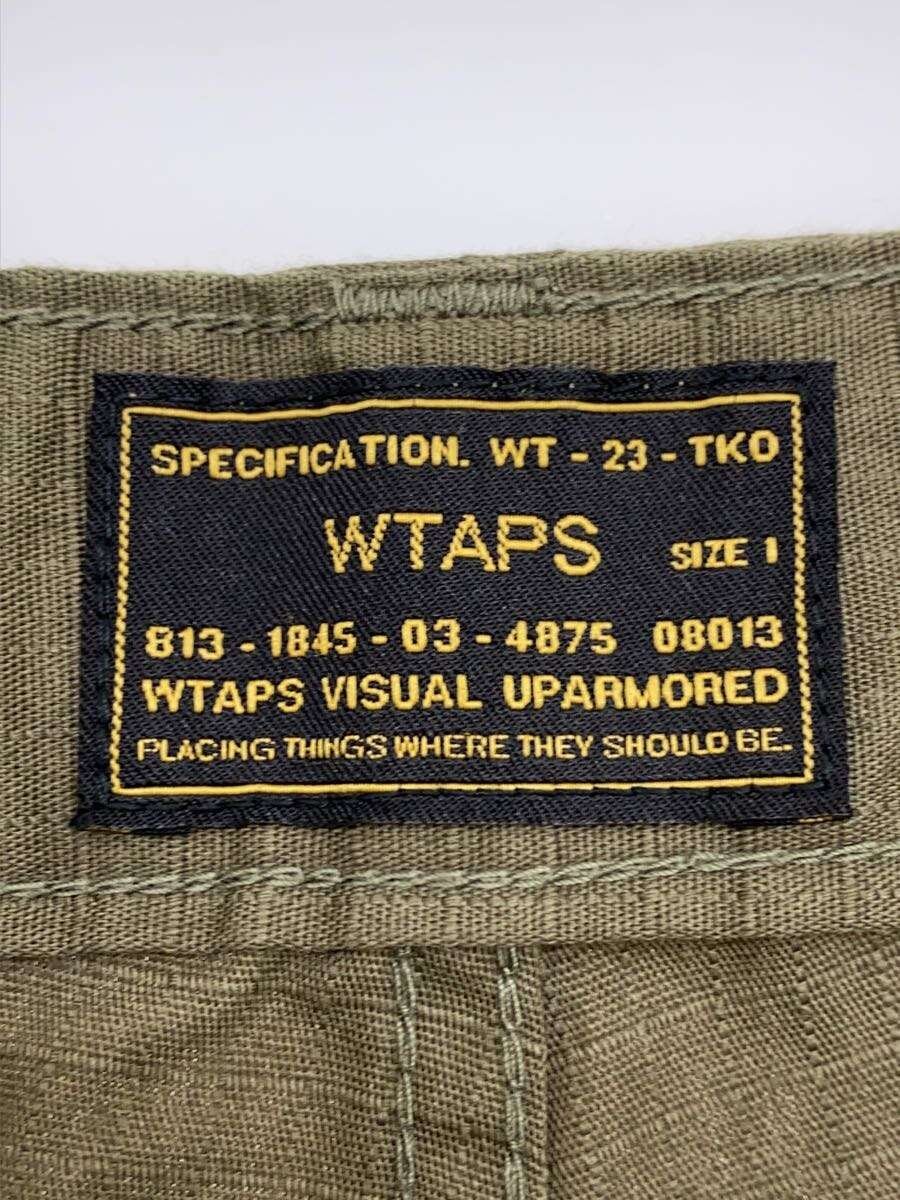 SPECIFICATION. WT - 23 - TKO
WTAPS SIZE 1
813 - 1845 - 03 - 4875 08013
WTAPS VISUAL UPARMORED
PLACING THINGS WHERE THEY SHOULD BE.